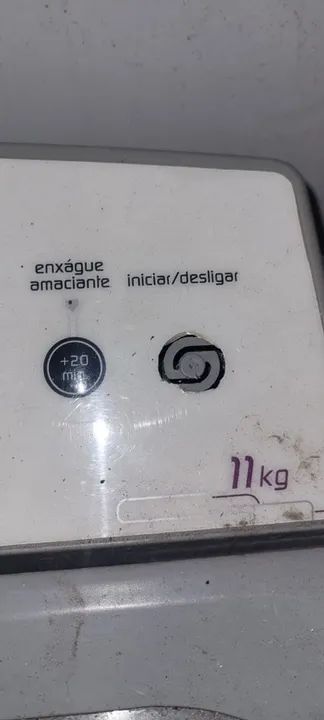 enxágue
amaciante
iniciar/desligar
+20
min
11kg